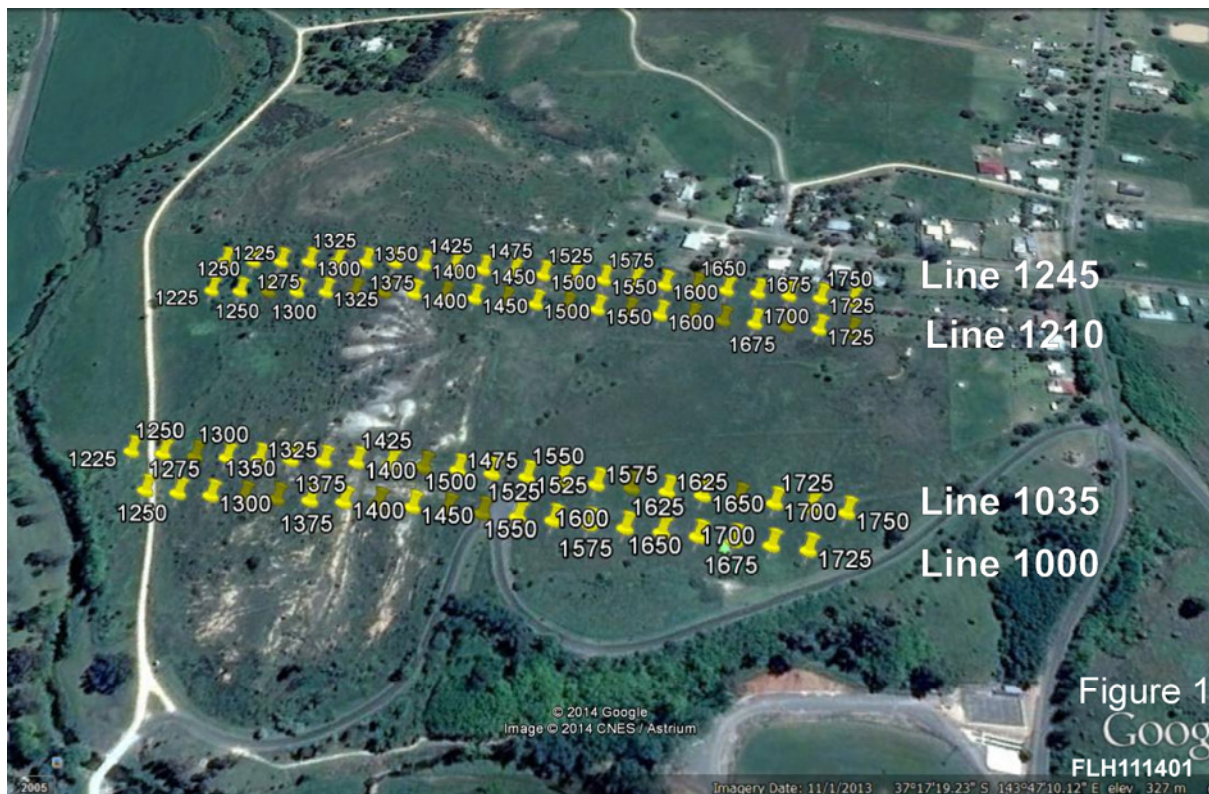 1225 1325 1350 1425 1475 1525 1575 1650 1675 1750 Line 1245
1250 1275 1300 1400 1450 1500 1550 1600 1725
1225 1325 1375 1400 1450 1500 1550 1600 1700 1725 Line 1210
1250 1300 1675
1250 1300 1325 1425 1550
1225 1275 1350 1400 1500 1475 1525 1575 1625 1725
1375 1525 1625 1650 1700 1750 Line 1035
1250 1300 1400 1450 1550 1600 1700
1375 1575 1650 1675 1725 Line 1000
Figure 1
© 2014 Google
Image © 2014 CNES / Astrium
Goog
FLH111401
2005
Imagery Date: 11/1/2013 37°17'19.23" S 143°47'10.12" E elev 327 m